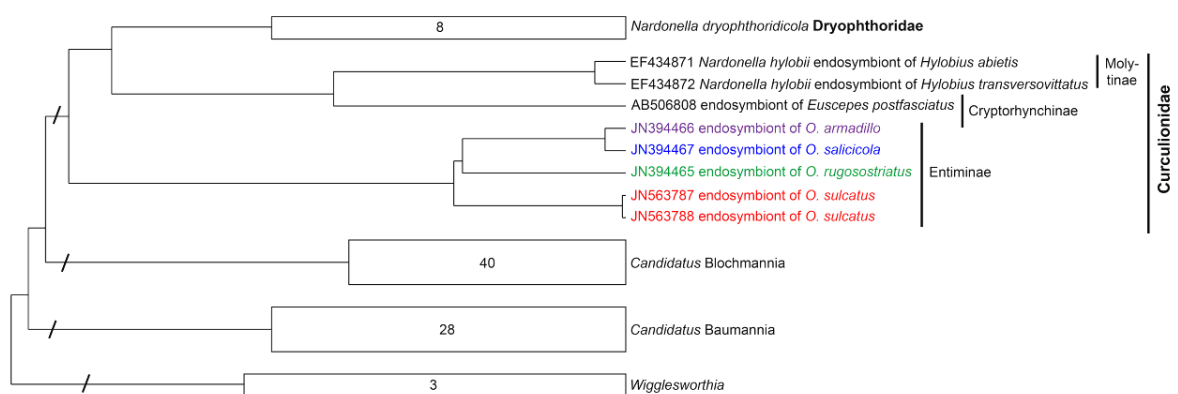 8
Nardonella dryophthoridicola Dryophthoridae
EF434871 Nardonella hylobii endosymbiont of Hylobius abietis
EF434872 Nardonella hylobii endosymbiont of Hylobius transversovittatus
Moly-
tinae
AB506808 endosymbiont of Euscepes postfasciatus
Cryptorhynchinae
JN394466 endosymbiont of O. armadillo
JN394467 endosymbiont of O. salicicola
JN394465 endosymbiont of O. rugosostriatus
Entiminae
JN563787 endosymbiont of O. sulcatus
JN563788 endosymbiont of O. sulcatus
Curculionidae
40
Candidatus Blochmannia
28
Candidatus Baumannia
3
Wigglesworthia